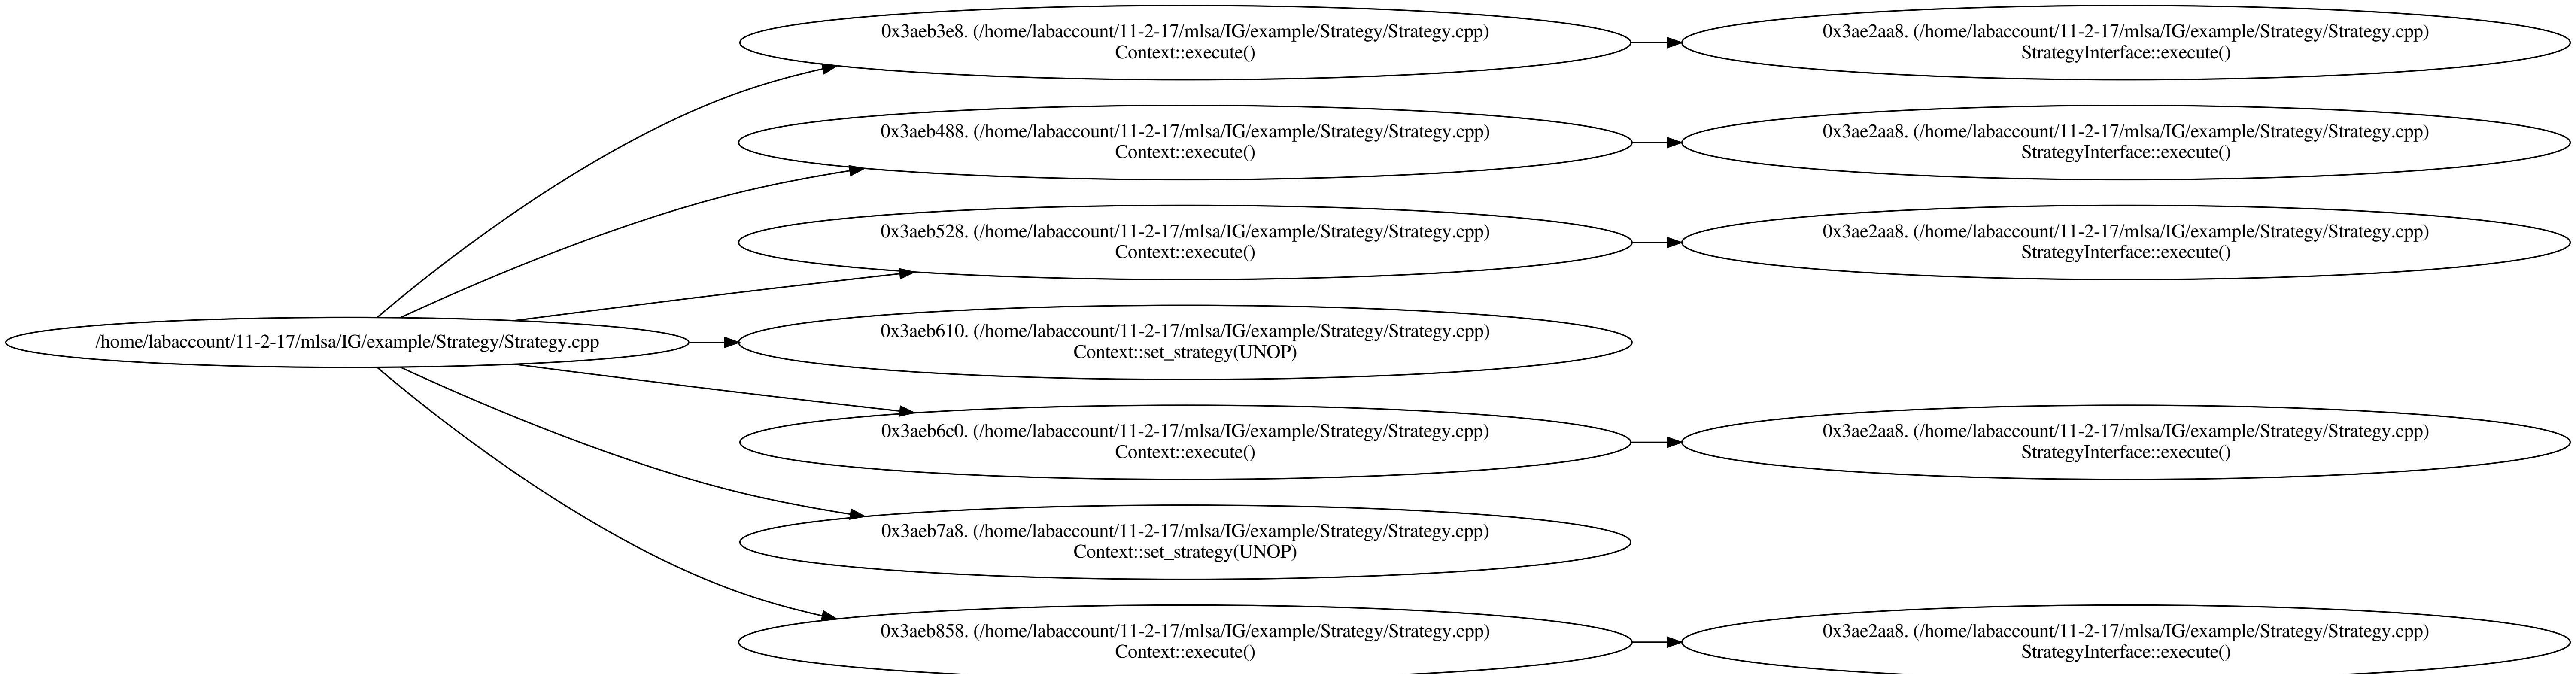 0x3aeb3e8. (/home/labaccount/11-2-17/mlsa/IG/example/Strategy/Strategy.cpp)
Context::execute()
0x3ae2aa8. (/home/labaccount/11-2-17/mlsa/IG/example/Strategy/Strategy.cpp)
StrategyInterface::execute()
0x3aeb488. (/home/labaccount/11-2-17/mlsa/IG/example/Strategy/Strategy.cpp)
Context::execute()
0x3ae2aa8. (/home/labaccount/11-2-17/mlsa/IG/example/Strategy/Strategy.cpp)
StrategyInterface::execute()
0x3aeb528. (/home/labaccount/11-2-17/mlsa/IG/example/Strategy/Strategy.cpp)
Context::execute()
0x3ae2aa8. (/home/labaccount/11-2-17/mlsa/IG/example/Strategy/Strategy.cpp)
StrategyInterface::execute()
/home/labaccount/11-2-17/mlsa/IG/example/Strategy/Strategy.cpp
0x3aeb610. (/home/labaccount/11-2-17/mlsa/IG/example/Strategy/Strategy.cpp)
Context::set_strategy(UNOP)
0x3aeb6c0. (/home/labaccount/11-2-17/mlsa/IG/example/Strategy/Strategy.cpp)
Context::execute()
0x3ae2aa8. (/home/labaccount/11-2-17/mlsa/IG/example/Strategy/Strategy.cpp)
StrategyInterface::execute()
0x3aeb7a8. (/home/labaccount/11-2-17/mlsa/IG/example/Strategy/Strategy.cpp)
Context::set_strategy(UNOP)
0x3aeb858. (/home/labaccount/11-2-17/mlsa/IG/example/Strategy/Strategy.cpp)
Context::execute()
0x3ae2aa8. (/home/labaccount/11-2-17/mlsa/IG/example/Strategy/Strategy.cpp)
StrategyInterface::execute()